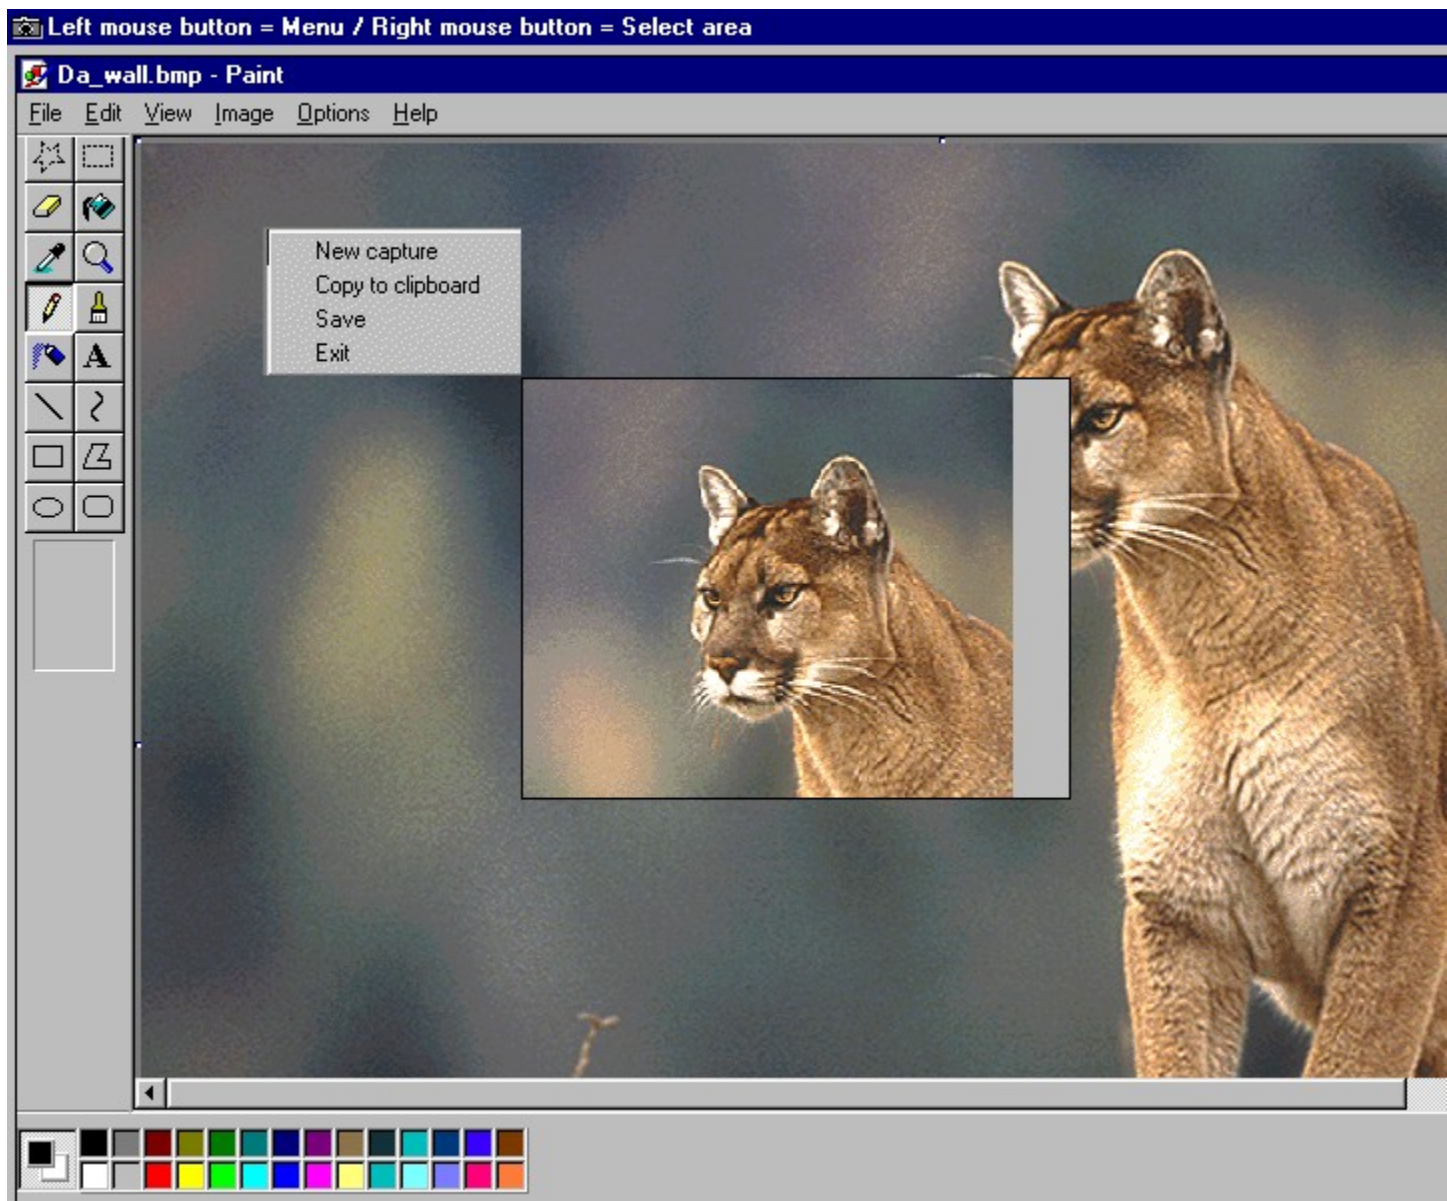 Left mouse button = Menu / Right mouse button = Select area
Da_wall.bmp - Paint
File Edit View Image Options Help
New capture
Copy to clipboard
Save
Exit
A